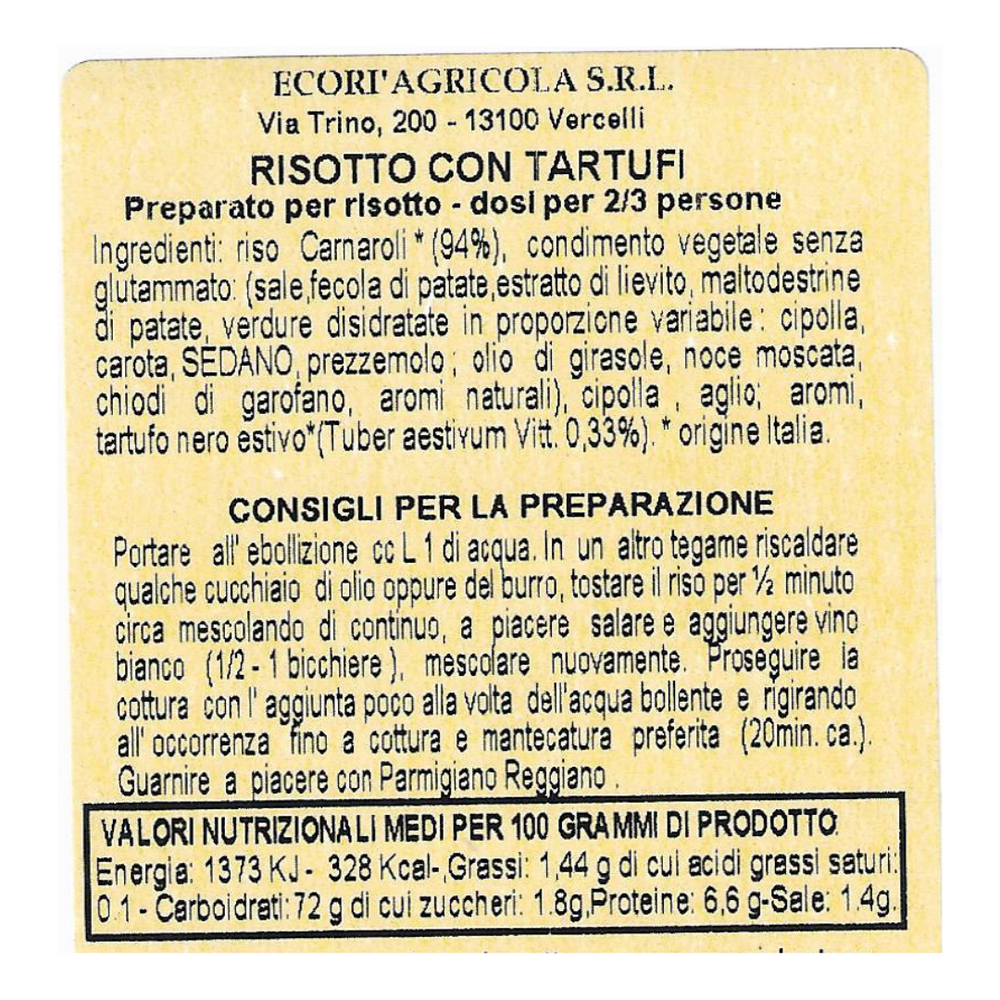 ECORI'AGRICOLA S.R.L.
Via Trino, 200 - 13100 Vercelli
RISOTTO CON TARTUFI
Preparato per risotto - dosi per 2/3 persone
Ingredienti: riso Carnaroli * (94%), condimento vegetale senza
glutammato: (sale,fecola di patate,estratto di lievito, maltodestrine
di patate, verdure disidratate in proporzione variabile : cipolla,
carota, SEDANO, prezzemolo ; olio di girasole, noce moscata,
chiodi di garofano, aromi naturali), cipolla , aglio; aromi,
tartufo nero estivo*(Tuber aestivum Vitt. 0,33%). * origine Italia.
CONSIGLI PER LA PREPARAZIONE
Portare all' ebollizione cc L 1 di acqua. In un altro tegame riscaldare
qualche cucchiaio di olio oppure del burro, tostare il riso per ½ minuto
circa mescolando di continuo, a piacere salare e aggiungere vino
bianco (1/2 - 1 bicchiere ), mescolare nuovamente. Proseguire la
cottura con l' aggiunta poco alla volta dell'acqua bollente e rigirando
all' occorrenza fino a cottura e mantecatura preferita (20min. ca.).
Guarnire a piacere con Parmigiano Reggiano .
VALORI NUTRIZIONALI MEDI PER 100 GRAMMI DI PRODOTTO:
Energia: 1373 KJ - 328 Kcal-,Grassi: 1,44 g di cui acidi grassi saturi:
0.1 - Carboidrati: 72 g di cui zuccheri: 1.8g,Proteine: 6,6 g-Sale: 1.4g.